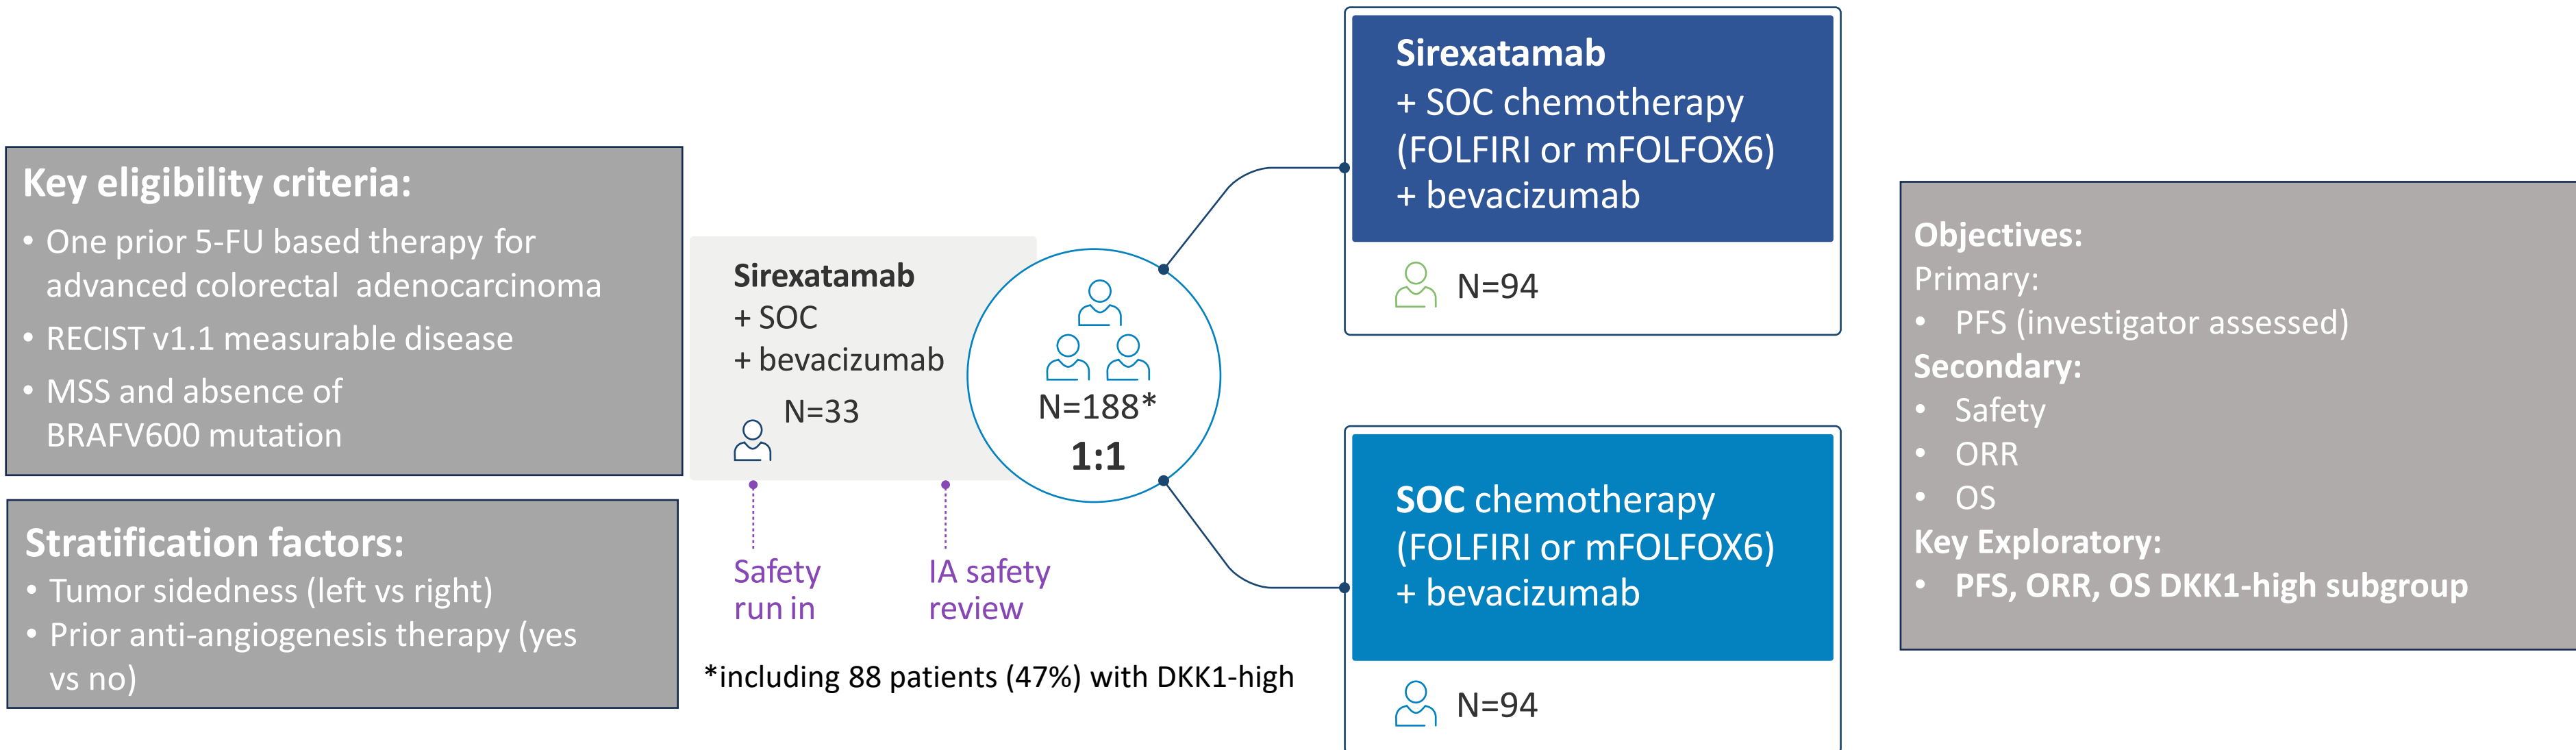 Key eligibility criteria:
• One prior 5-FU based therapy for
advanced colorectal adenocarcinoma
• RECIST v1.1 measurable disease
• MSS and absence of
BRAFV600 mutation
Stratification factors:
• Tumor sidedness (left vs right)
• Prior anti-angiogenesis therapy (yes
vs no)
Sirexatamab
+ SOC
+ bevacizumab
N=33
Safety
run in
IA safety
review
N=188*
1:1
*including 88 patients (47%) with DKK1-high
Sirexatamab
+ SOC chemotherapy
(FOLFIRI or mFOLFOX6)
+ bevacizumab
N=94
SOC chemotherapy
(FOLFIRI or mFOLFOX6)
+ bevacizumab
N=94
Objectives:
Primary:
• PFS (investigator assessed)
Secondary:
• Safety
• ORR
• OS
Key Exploratory:
• PFS, ORR, OS DKK1-high subgroup